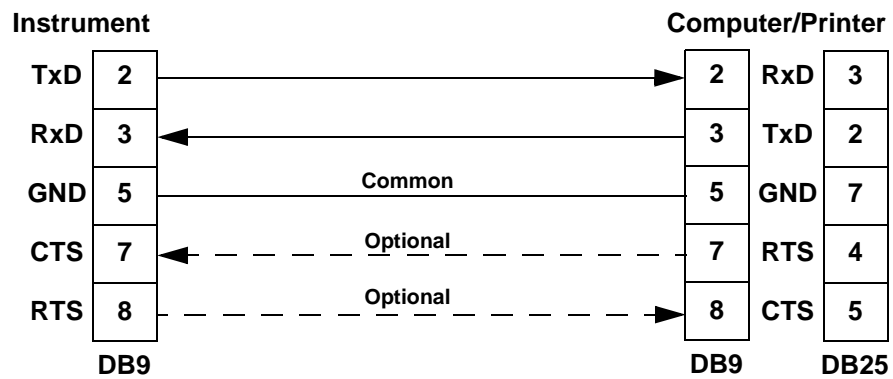 Instrument Computer/Printer
TxD 2 2 RxD 3
RxD 3 3 TxD 2
GND 5 Common 5 GND 7
CTS 7 Optional 7 RTS 4
RTS 8 Optional 8 CTS 5
DB9 DB9 DB25